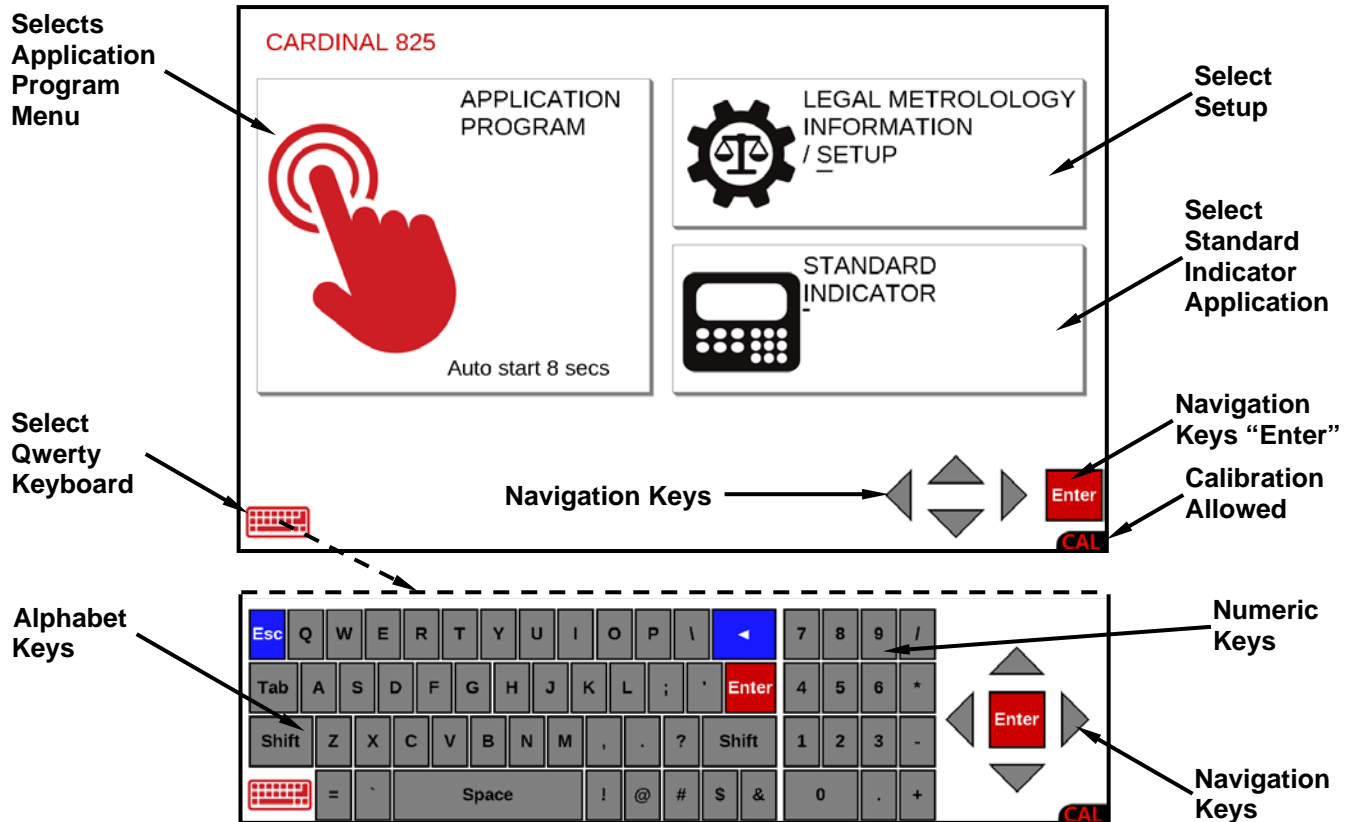 Selects
Application
Program
Menu
CARDINAL 825
APPLICATION
PROGRAM
Auto start 8 secs
LEGAL METROLOLOGY
INFORMATION
/ SETUP
STANDARD
INDICATOR
Select
Setup
Select
Standard
Indicator
Application
Select
Qwerty
Keyboard
Navigation Keys
Enter
CAL
Navigation
Keys “Enter”
Calibration
Allowed
Alphabet
Keys
Esc Q W E R T Y U I O P \ ◄ 7 8 9 /
Tab A S D F G H J K L ; ' Enter 4 5 6 *
Shift Z X C V B N M , . ? Shift 1 2 3 -
= ` Space ! @ # $ & 0 . +
Enter
CAL
Numeric
Keys
Navigation
Keys